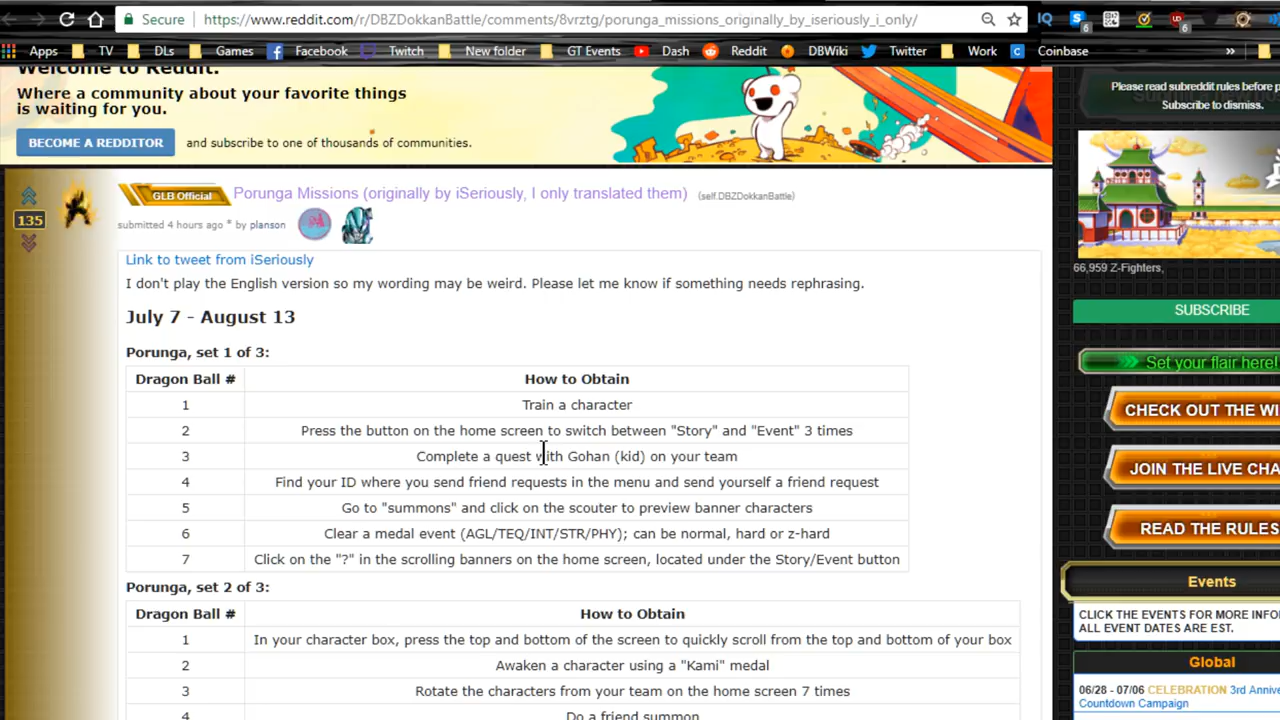 Secure https://www.reddit.com/r/DBZDokkanBattle/comments/8vrztg/porunga_missions_originally_by_iseriously_i_only/
IQ 6 6
Apps TV DLs Games Facebook Twitch New folder GT Events Dash Reddit DBWiki Twitter Work Coinbase »
Welcome to Reddit.
Where a community about your favorite things
is waiting for you.
BECOME A REDDITOR and subscribe to one of thousands of communities.
Please read subreddit rules before p
Subscribe to dismiss.
135 GLB Official Porunga Missions (originally by iSeriously, I only translated them) (self.DBZDokkanBattle)
submitted 4 hours ago * by planson
Link to tweet from iSeriously
I don't play the English version so my wording may be weird. Please let me know if something needs rephrasing.
July 7 - August 13
Porunga, set 1 of 3:
Dragon Ball # How to Obtain
1 Train a character
2 Press the button on the home screen to switch between "Story" and "Event" 3 times
3 Complete a quest with Gohan (kid) on your team
4 Find your ID where you send friend requests in the menu and send yourself a friend request
5 Go to "summons" and click on the scouter to preview banner characters
6 Clear a medal event (AGL/TEQ/INT/STR/PHY); can be normal, hard or z-hard
7 Click on the "?" in the scrolling banners on the home screen, located under the Story/Event button
Porunga, set 2 of 3:
Dragon Ball # How to Obtain
1 In your character box, press the top and bottom of the screen to quickly scroll from the top and bottom of your box
2 Awaken a character using a "Kami" medal
3 Rotate the characters from your team on the home screen 7 times
4 Do a friend summon
66,959 Z-Fighters,
SUBSCRIBE
Set your flair here!
CHECK OUT THE WI
JOIN THE LIVE CHA
READ THE RULES
Events
CLICK THE EVENTS FOR MORE INFO
ALL EVENT DATES ARE EST.
Global
06/28 - 07/06 CELEBRATION 3rd Annive
Countdown Campaign